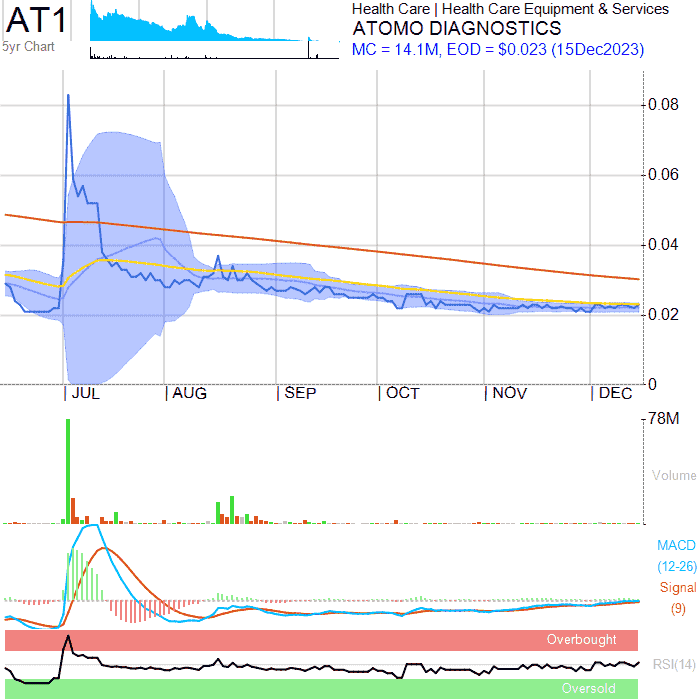 AT1
5yr Chart
Health Care | Health Care Equipment & Services
ATOMO DIAGNOSTICS
MC = 14.1M, EOD = $0.023 (15Dec2023)
0.08
0.06
0.04
0.02
0
JUL
AUG
SEP
OCT
NOV
DEC
78M
Volume
MACD
(12-26)
Signal
(9)
Overbought
RSI(14)
Oversold